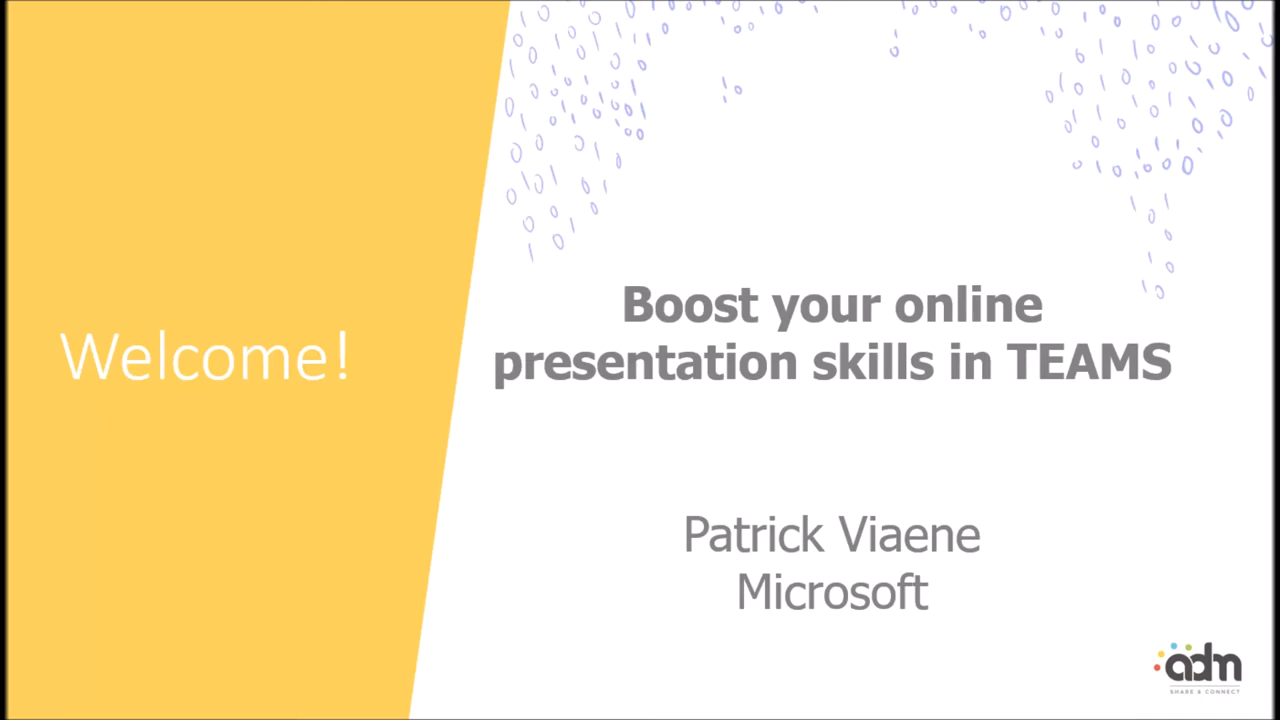 Welcome!
Boost your online
presentation skills in TEAMS
Patrick Viaene
Microsoft
adm
SHARE & CONNECT